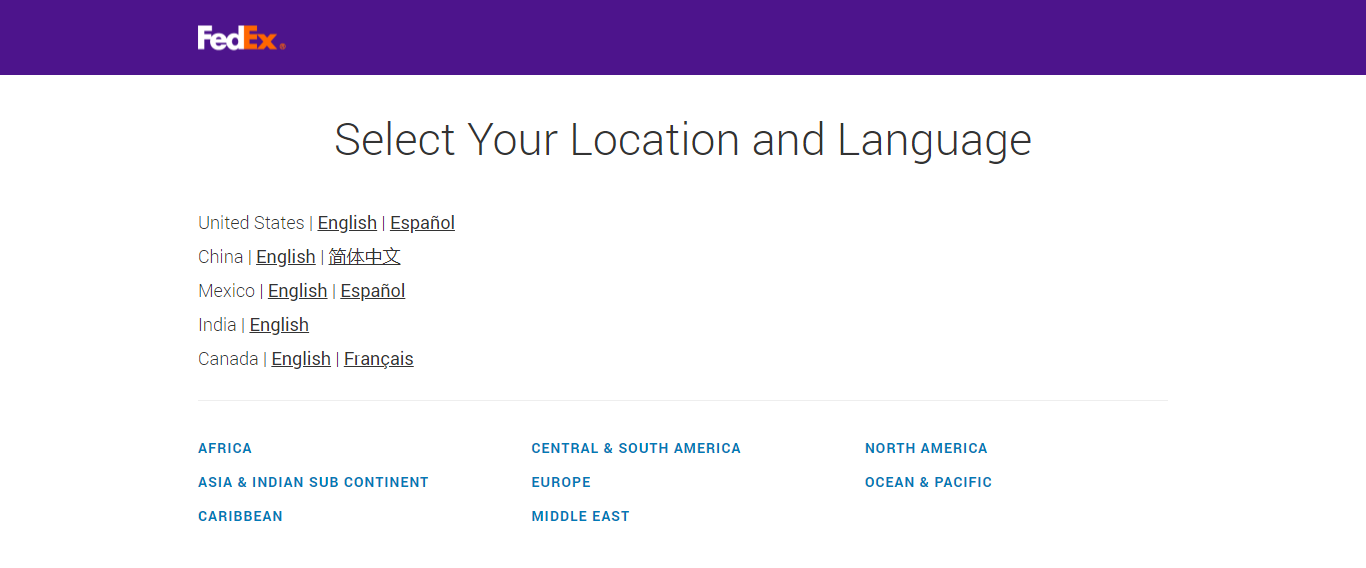 FedEx®
Select Your Location and Language
United States | English | Español
China | English | 简体中文
Mexico | English | Español
India | English
Canada | English | Français
AFRICA
ASIA & INDIAN SUB CONTINENT
CARIBBEAN
CENTRAL & SOUTH AMERICA
EUROPE
MIDDLE EAST
NORTH AMERICA
OCEAN & PACIFIC